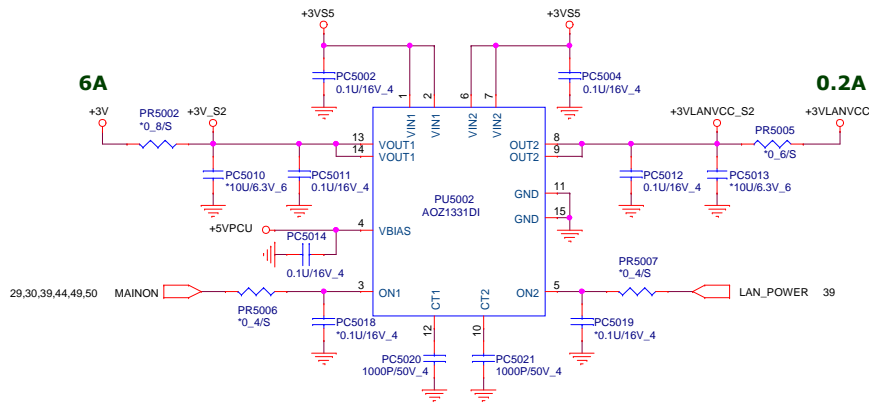 +3VS5
+3VS5
PC5002
0.1U/16V_4
PC5004
0.1U/16V_4
6A
0.2A
1
2
6
7
VIN1
VIN1
VIN2
VIN2
+3V
PR5002
*0_8/S
+3V_S2
+3VLANVCC_S2
PR5005
*0_6/S
+3VLANVCC
13
VOUT1
14
VOUT1
8
OUT2
9
OUT2
PC5010
*10U/6.3V_6
PC5011
0.1U/16V_4
PC5012
0.1U/16V_4
PC5013
*10U/6.3V_6
PU5002
AOZ1331DI
GND
11
GND
15
+5VPCU
4
VBIAS
PC5014
0.1U/16V_4
29,30,39,44,49,50 MAINON
PR5006
*0_4/S
3
ON1
CT1
CT2
ON2
5
PR5007
*0_4/S
LAN_POWER 39
PC5018
*0.1U/16V_4
12
10
PC5019
*0.1U/16V_4
PC5020
1000P/50V_4
PC5021
1000P/50V_4